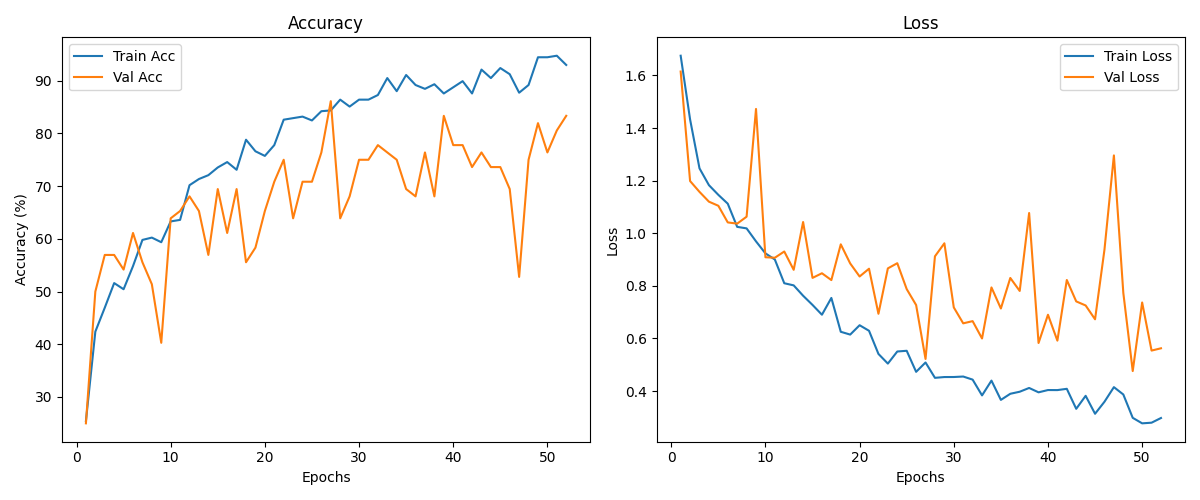 Accuracy
Train Acc
Val Acc
Accuracy (%)
90
80
70
60
50
40
30
0 10 20 30 40 50
Epochs
Loss
Train Loss
Val Loss
Loss
1.6
1.4
1.2
1.0
0.8
0.6
0.4
0 10 20 30 40 50
Epochs